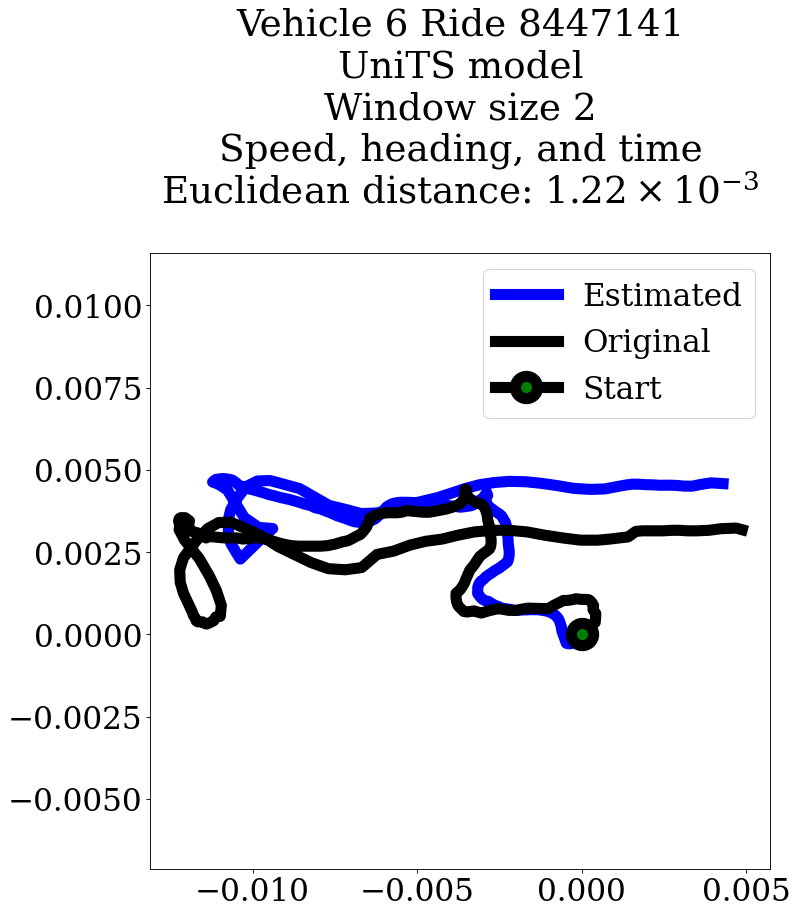 Vehicle 6 Ride 8447141
UniTS model
Window size 2
Speed, heading, and time
Euclidean distance: 1.22 × 10⁻³
Estimated
Original
Start
0.0100
0.0075
0.0050
0.0025
0.0000
−0.0025
−0.0050
−0.010
−0.005
0.000
0.005